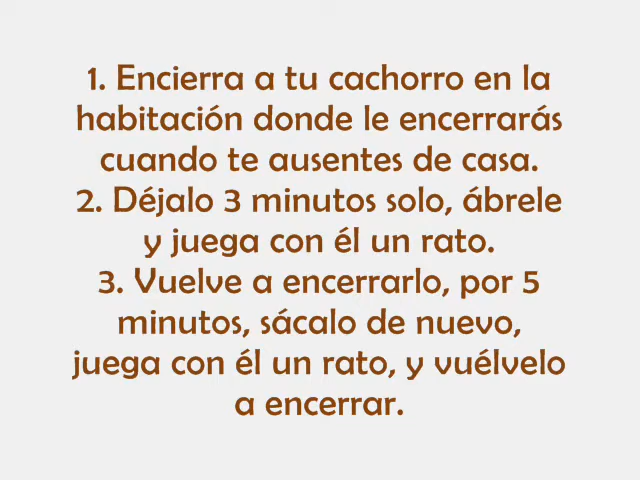 1. Encierra a tu cachorro en la
habitación donde le encerrarás
cuando te ausentes de casa.
2. Déjalo 3 minutos solo, ábrele
y juega con él un rato.
3. Vuelve a encerrarlo, por 5
minutos, sácalo de nuevo,
juega con él un rato, y vuélvelo
a encerrar.